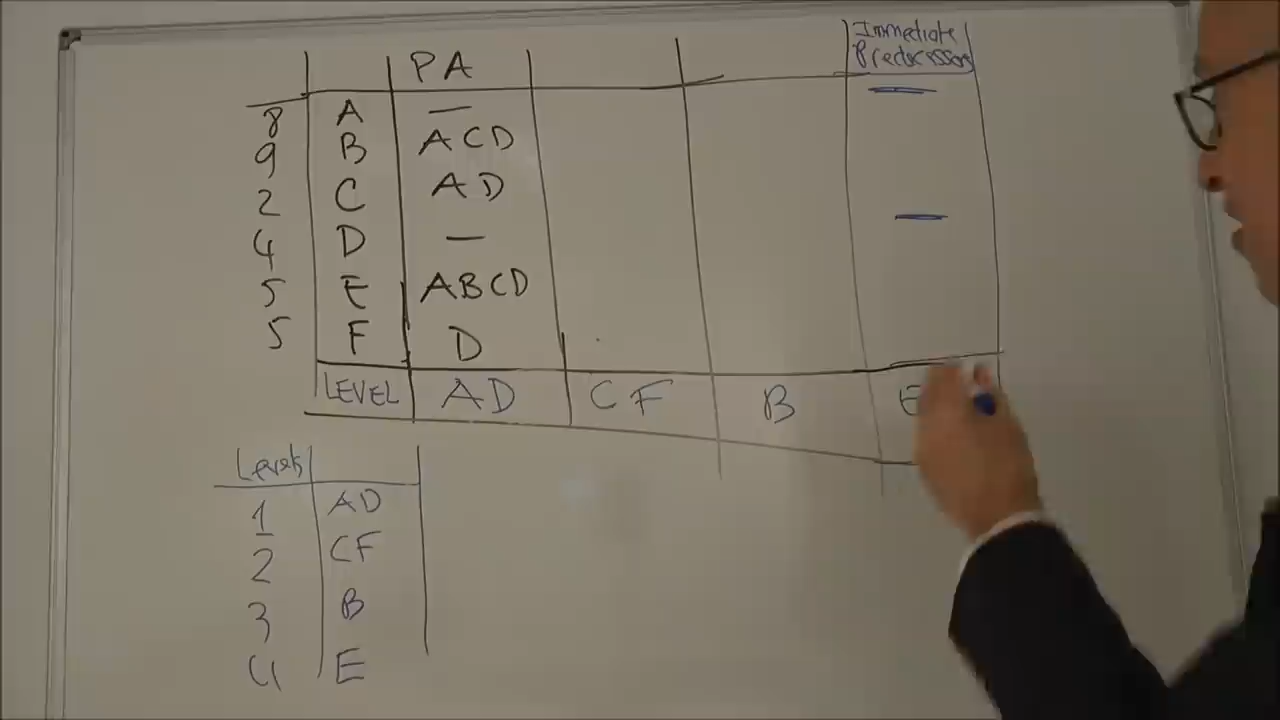 Immediate
Predecessors
PA
8 A —
9 B ACD
2 C AD
4 D —
5 E ABCD
5 F D
LEVEL AD CF B E
Levels
1 AD
2 CF
3 B
4 E